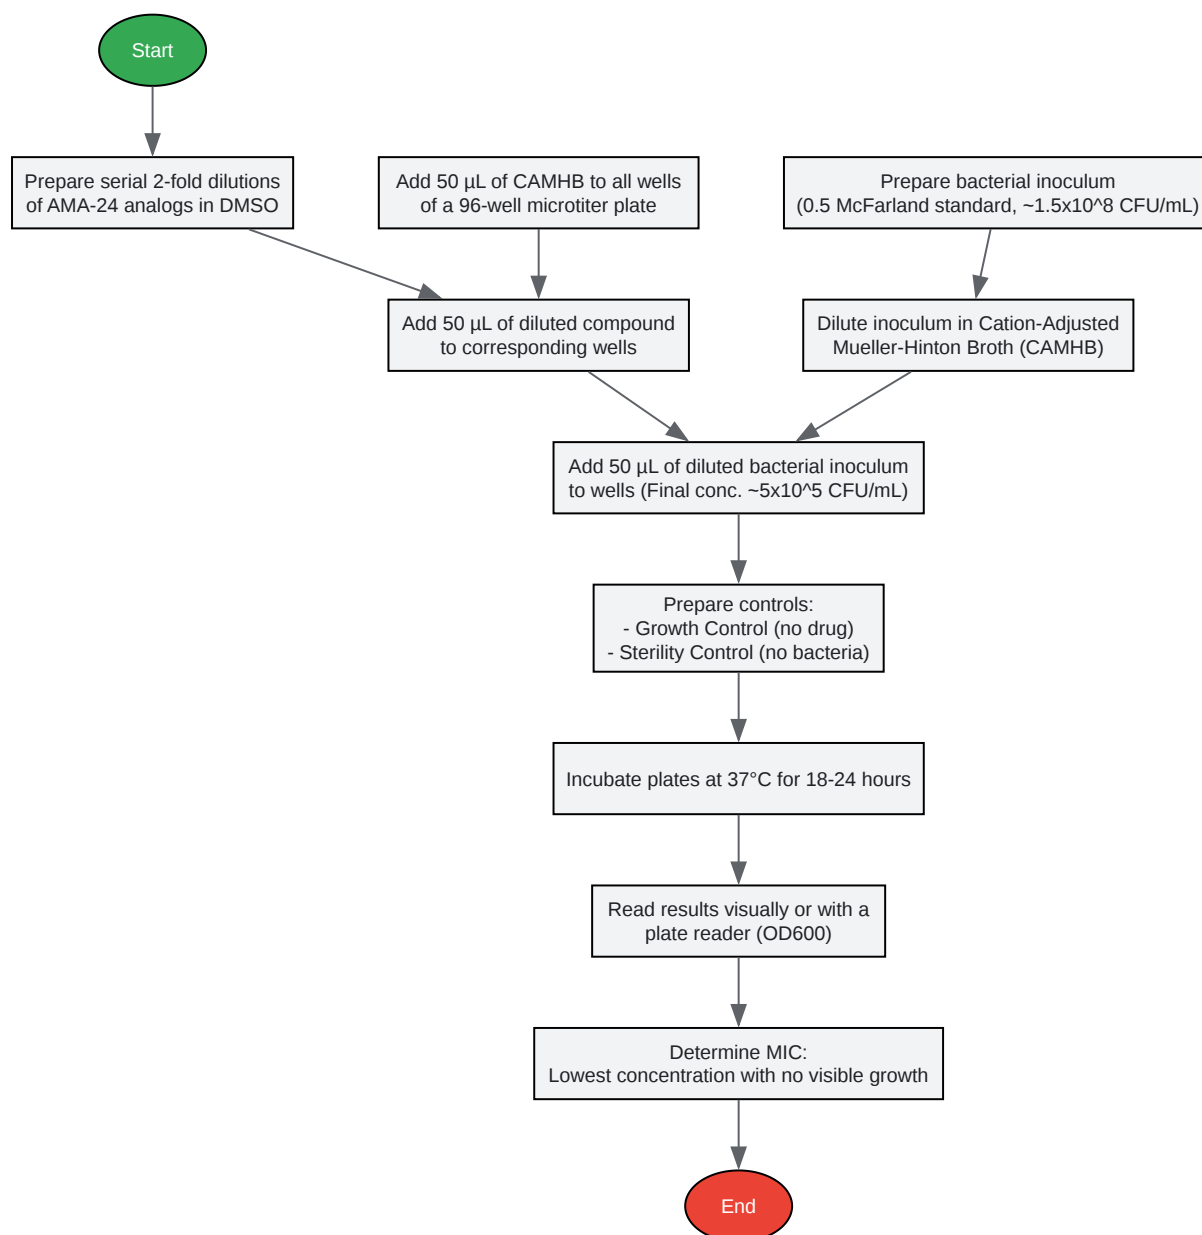 Start
Prepare serial 2-fold dilutions
of AMA-24 analogs in DMSO
Add 50 µL of CAMHB to all wells
of a 96-well microtiter plate
Prepare bacterial inoculum
(0.5 McFarland standard, ~1.5x10^8 CFU/mL)
Add 50 µL of diluted compound
to corresponding wells
Dilute inoculum in Cation-Adjusted
Mueller-Hinton Broth (CAMHB)
Add 50 µL of diluted bacterial inoculum
to wells (Final conc. ~5x10^5 CFU/mL)
Prepare controls:
- Growth Control (no drug)
- Sterility Control (no bacteria)
Incubate plates at 37°C for 18-24 hours
Read results visually or with a
plate reader (OD600)
Determine MIC:
Lowest concentration with no visible growth
End